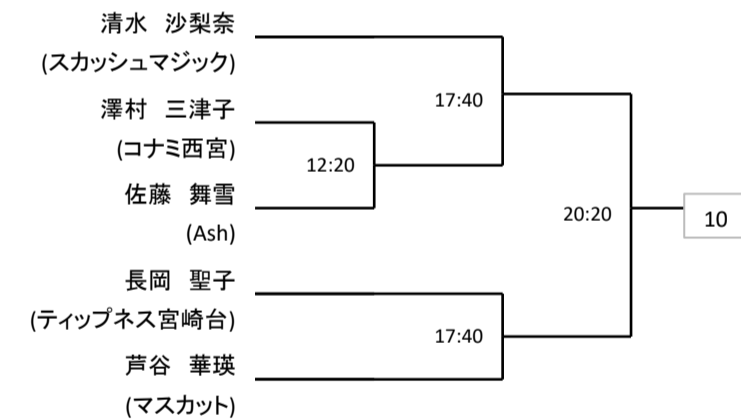 清水　沙梨奈
(スカッシュマジック)
17:40
澤村　三津子
(コナミ西宮)
12:20
佐藤　舞雪
(Ash)
20:20
10
長岡　聖子
(ティップネス宮崎台)
17:40
芦谷　華瑛
(マスカット)